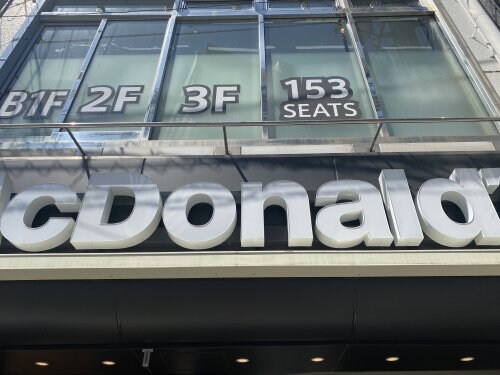 B1F 2F 3F 153
SEATS
cDonald